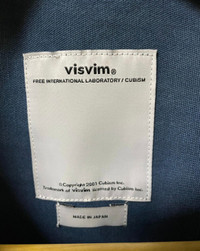 visvim®
FREE INTERNATIONAL LABORATORY / CUBISM
©Copyright 2001 Cubism Inc.
Trademark of Visvim licensed by Cubism Inc.
MADE IN JAPAN